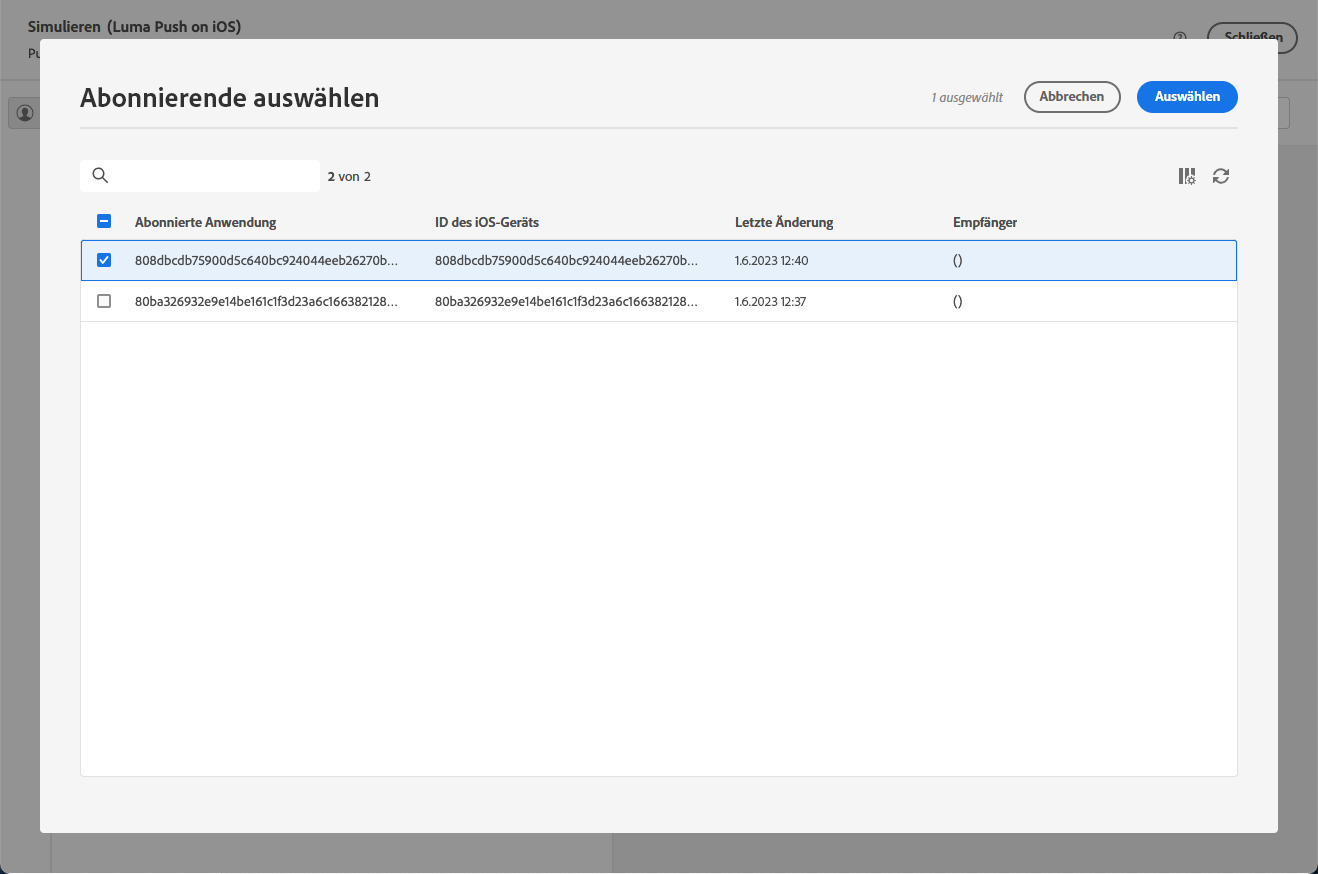 Simulieren (Luma Push on iOS)
Schließen
Abonnierende auswählen
1 ausgewählt
Abbrechen
Auswählen
2 von 2
Abonnierte Anwendung ID des iOS-Geräts Letzte Änderung Empfänger
808dbcdb75900d5c640bc924044eeb26270b... 808dbcdb75900d5c640bc924044eeb26270b... 1.6.2023 12:40 ()
80ba326932e9e14be161c1f3d23a6c166382128... 80ba326932e9e14be161c1f3d23a6c166382128... 1.6.2023 12:37 ()